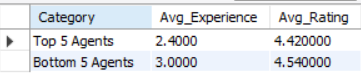 Category Avg_Experience Avg_Rating
Top 5 Agents 2.4000 4.420000
Bottom 5 Agents 3.0000 4.540000